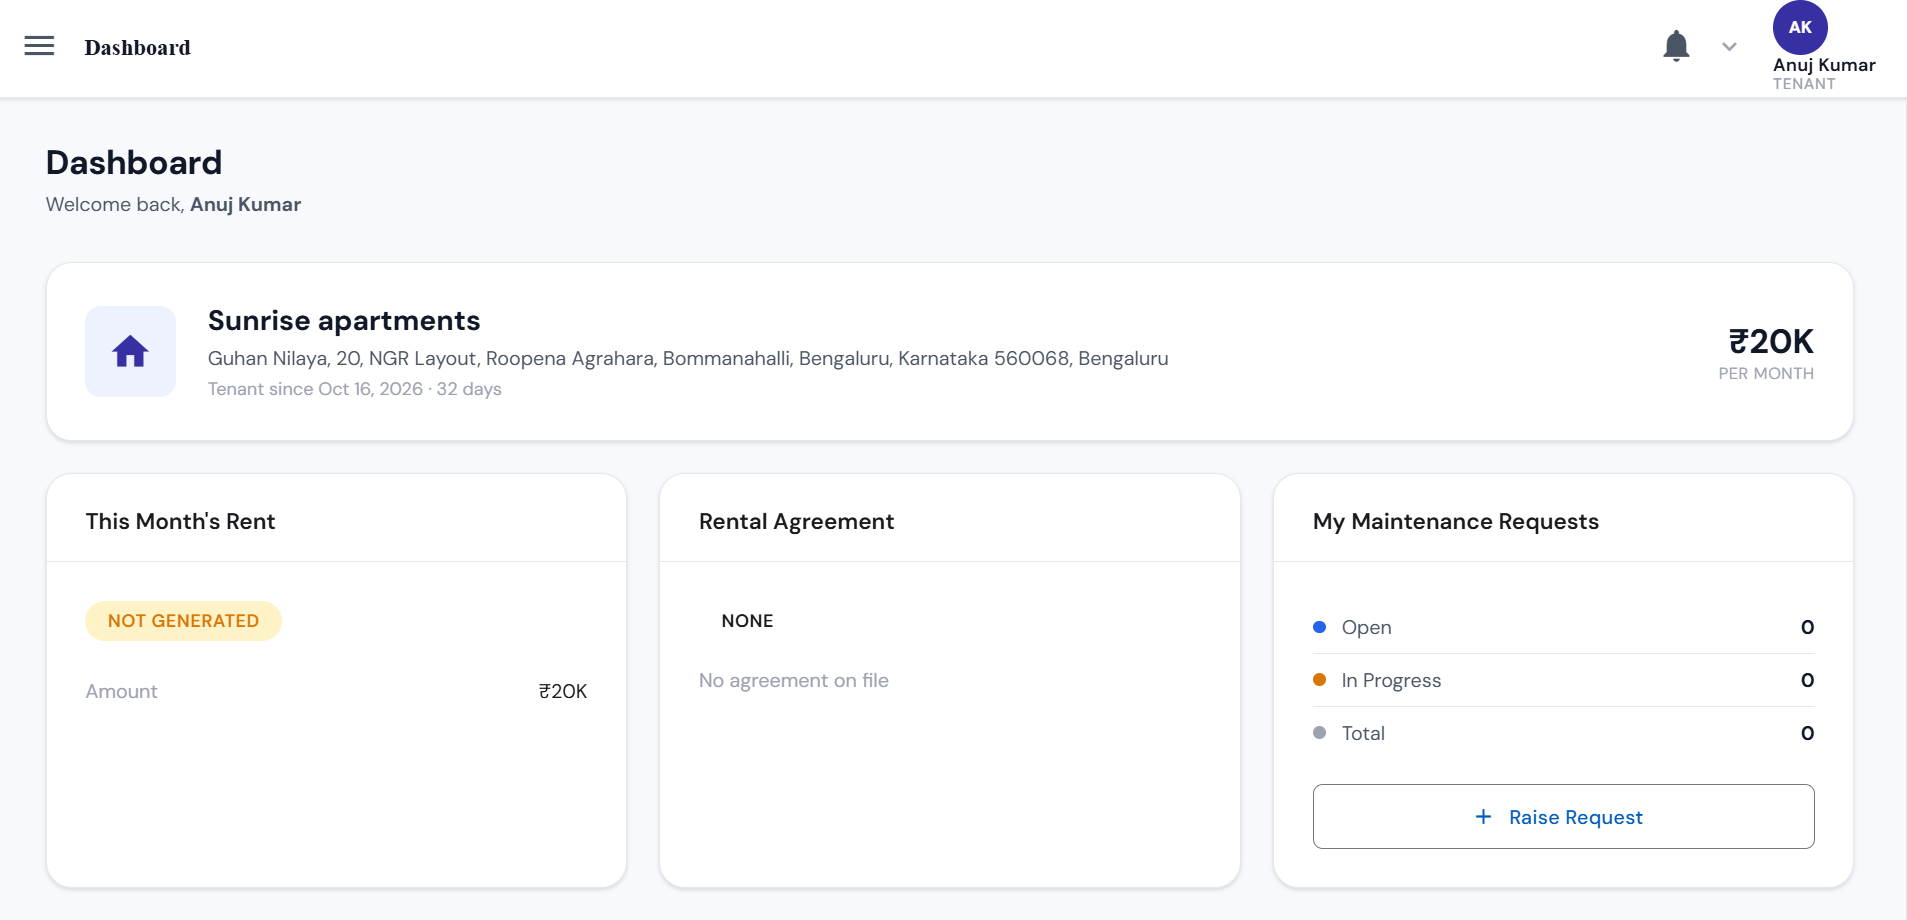 Dashboard
AK
Anuj Kumar
TENANT
Dashboard
Welcome back, Anuj Kumar
Sunrise apartments
Guhan Nilaya, 20, NGR Layout, Roopena Agrahara, Bommanahalli, Bengaluru, Karnataka 560068, Bengaluru
Tenant since Oct 16, 2026 · 32 days
₹20K
PER MONTH
This Month's Rent
NOT GENERATED
Amount ₹20K
Rental Agreement
NONE
No agreement on file
My Maintenance Requests
Open 0
In Progress 0
Total 0
+ Raise Request